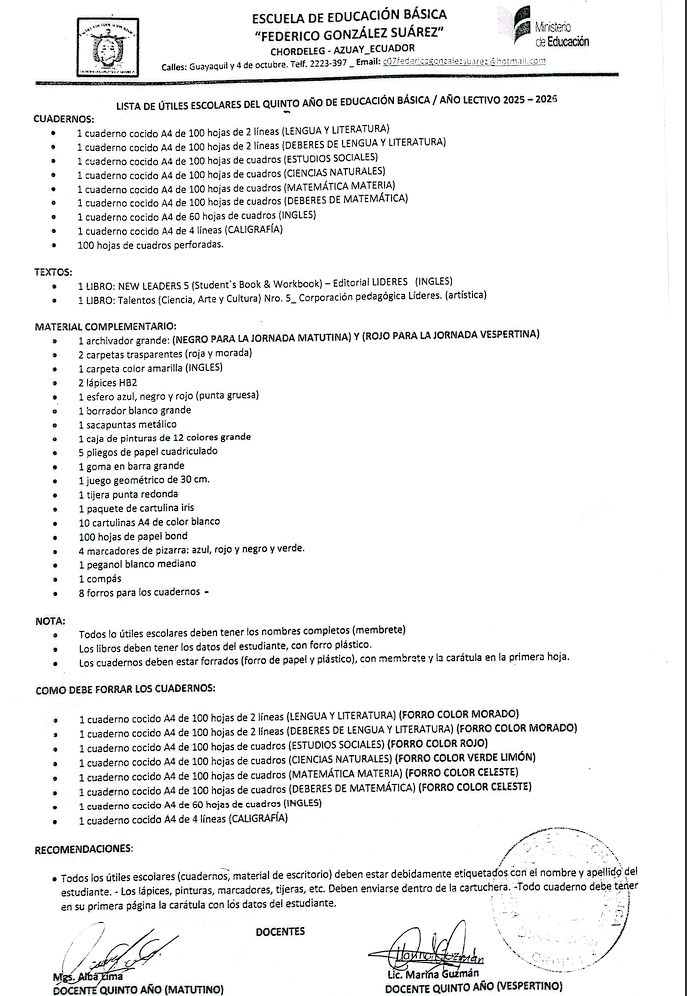 ESCUELA DE EDUCACIÓN BÁSICA
“FEDERICO GONZÁLEZ SUÁREZ”
CHORDELEG - AZUAY_ECUADOR
Calles: Guayaquil y 4 de octubre. Telf. 2223-397 _ Email: c07federicogonzalezsuarez@hotmail.com
Ministerio
de Educación
LISTA DE ÚTILES ESCOLARES DEL QUINTO AÑO DE EDUCACIÓN BÁSICA / AÑO LECTIVO 2025 – 2026
CUADERNOS:
• 1 cuaderno cocido A4 de 100 hojas de 2 líneas (LENGUA Y LITERATURA)
• 1 cuaderno cocido A4 de 100 hojas de 2 líneas (DEBERES DE LENGUA Y LITERATURA)
• 1 cuaderno cocido A4 de 100 hojas de cuadros (ESTUDIOS SOCIALES)
• 1 cuaderno cocido A4 de 100 hojas de cuadros (CIENCIAS NATURALES)
• 1 cuaderno cocido A4 de 100 hojas de cuadros (MATEMÁTICA MATERIA)
• 1 cuaderno cocido A4 de 100 hojas de cuadros (DEBERES DE MATEMÁTICA)
• 1 cuaderno cocido A4 de 60 hojas de cuadros (INGLES)
• 1 cuaderno cocido A4 de 4 líneas (CALIGRAFÍA)
• 100 hojas de cuadros perforadas.
TEXTOS:
• 1 LIBRO: NEW LEADERS 5 (Student`s Book & Workbook) – Editorial LIDERES (INGLES)
• 1 LIBRO: Talentos (Ciencia, Arte y Cultura) Nro. 5_ Corporación pedagógica Líderes. (artística)
MATERIAL COMPLEMENTARIO:
• 1 archivador grande: (NEGRO PARA LA JORNADA MATUTINA) Y (ROJO PARA LA JORNADA VESPERTINA)
• 2 carpetas trasparentes (roja y morada)
• 1 carpeta color amarilla (INGLES)
• 2 lápices HB2
• 1 esfero azul, negro y rojo (punta gruesa)
• 1 borrador blanco grande
• 1 sacapuntas metálico
• 1 caja de pinturas de 12 colores grande
• 5 pliegos de papel cuadriculado
• 1 goma en barra grande
• 1 juego geométrico de 30 cm.
• 1 tijera punta redonda
• 1 paquete de cartulina iris
• 10 cartulinas A4 de color blanco
• 100 hojas de papel bond
• 4 marcadores de pizarra: azul, rojo y negro y verde.
• 1 peganol blanco mediano
• 1 compás
• 8 forros para los cuadernos -
NOTA:
• Todos lo útiles escolares deben tener los nombres completos (membrete)
• Los libros deben tener los datos del estudiante, con forro plástico.
• Los cuadernos deben estar forrados (forro de papel y plástico), con membrete y la carátula en la primera hoja.
COMO DEBE FORRAR LOS CUADERNOS:
• 1 cuaderno cocido A4 de 100 hojas de 2 líneas (LENGUA Y LITERATURA) (FORRO COLOR MORADO)
• 1 cuaderno cocido A4 de 100 hojas de 2 líneas (DEBERES DE LENGUA Y LITERATURA) (FORRO COLOR MORADO)
• 1 cuaderno cocido A4 de 100 hojas de cuadros (ESTUDIOS SOCIALES) (FORRO COLOR ROJO)
• 1 cuaderno cocido A4 de 100 hojas de cuadros (CIENCIAS NATURALES) (FORRO COLOR VERDE LIMÓN)
• 1 cuaderno cocido A4 de 100 hojas de cuadros (MATEMÁTICA MATERIA) (FORRO COLOR CELESTE)
• 1 cuaderno cocido A4 de 100 hojas de cuadros (DEBERES DE MATEMÁTICA) (FORRO COLOR CELESTE)
• 1 cuaderno cocido A4 de 60 hojas de cuadros (INGLES)
• 1 cuaderno cocido A4 de 4 líneas (CALIGRAFÍA)
RECOMENDACIONES:
• Todos los útiles escolares (cuadernos, material de escritorio) deben estar debidamente etiquetados con el nombre y apellido del
estudiante. - Los lápices, pinturas, marcadores, tijeras, etc. Deben enviarse dentro de la cartuchera. -Todo cuaderno debe tener
en su primera página la carátula con los datos del estudiante.
DOCENTES
Mgs. Alba Lima
DOCENTE QUINTO AÑO (MATUTINO)
Lic. Marina Guzmán
DOCENTE QUINTO AÑO (VESPERTINO)